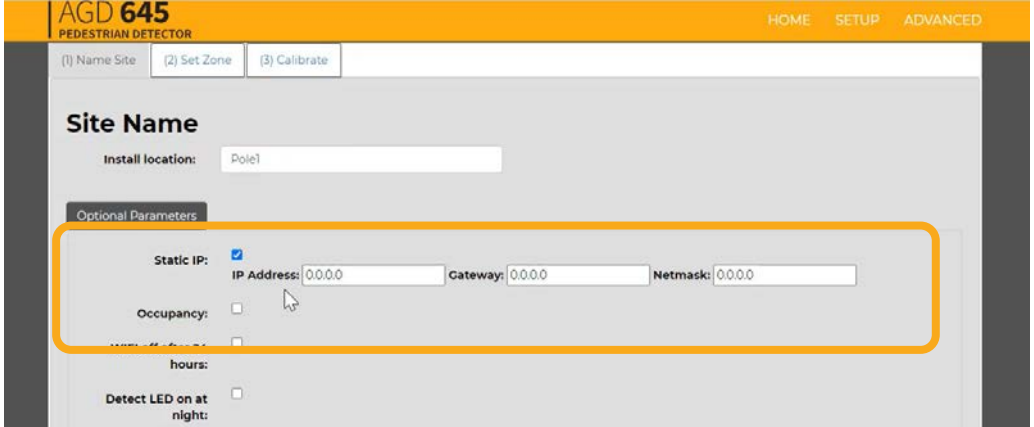 AGD 645
PEDESTRIAN DETECTOR
HOME SETUP ADVANCED
(1) Name Site (2) Set Zone (3) Calibrate
Site Name
Install location: Pole1
Optional Parameters
Static IP:
IP Address: 0.0.0.0 Gateway: 0.0.0.0 Netmask: 0.0.0.0
Occupancy:
hours:
Detect LED on at
night: